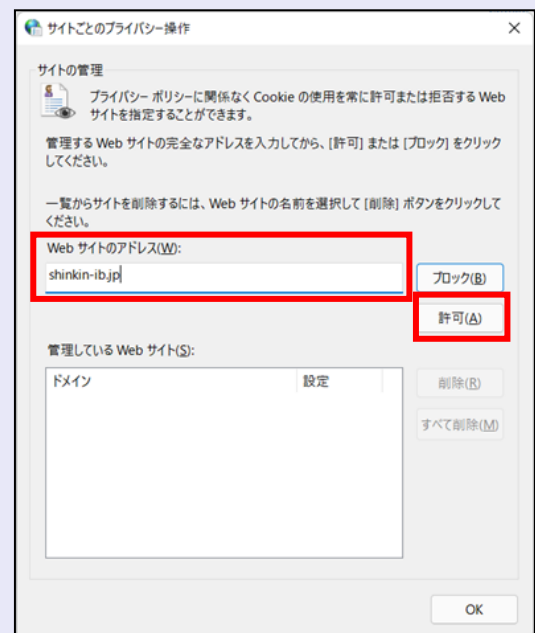 サイトごとのプライバシー操作
サイトの管理
プライバシー ポリシーに関係なく Cookie の使用を常に許可または拒否する Web
サイトを指定することができます。
管理する Web サイトの完全なアドレスを入力してから、[許可] または [ブロック] をクリック
してください。
一覧からサイトを削除するには、Web サイトの名前を選択して [削除] ボタンをクリックして
ください。
Web サイトのアドレス(W):
shinkin-ib.jp
ブロック(B)
許可(A)
管理している Web サイト(S):
ドメイン 設定
削除(R)
すべて削除(M)
OK